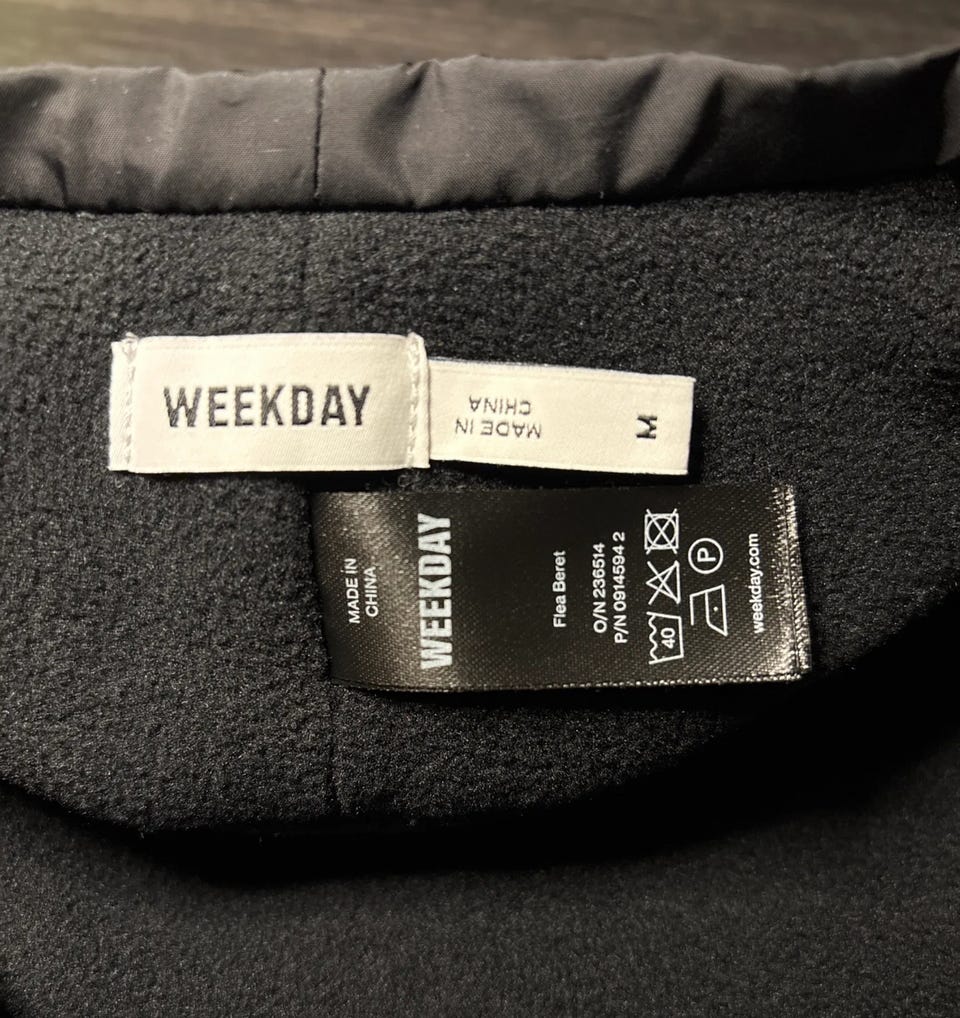 WEEKDAY
MADE IN
CHINA
M
MADE IN
CHINA
WEEKDAY
Flea Beret
O/N 236514
P/N 0914594 2
40
P
weekday.com